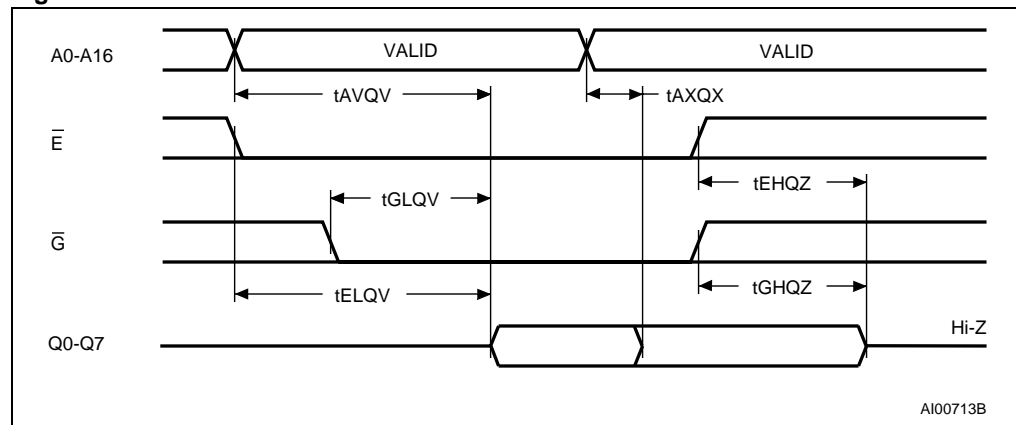 A0-A16
VALID
VALID
tAVQV
tAXQX
E
tEHQZ
tGLQV
G
tGHQZ
tELQV
Hi-Z
Q0-Q7
AI00713B